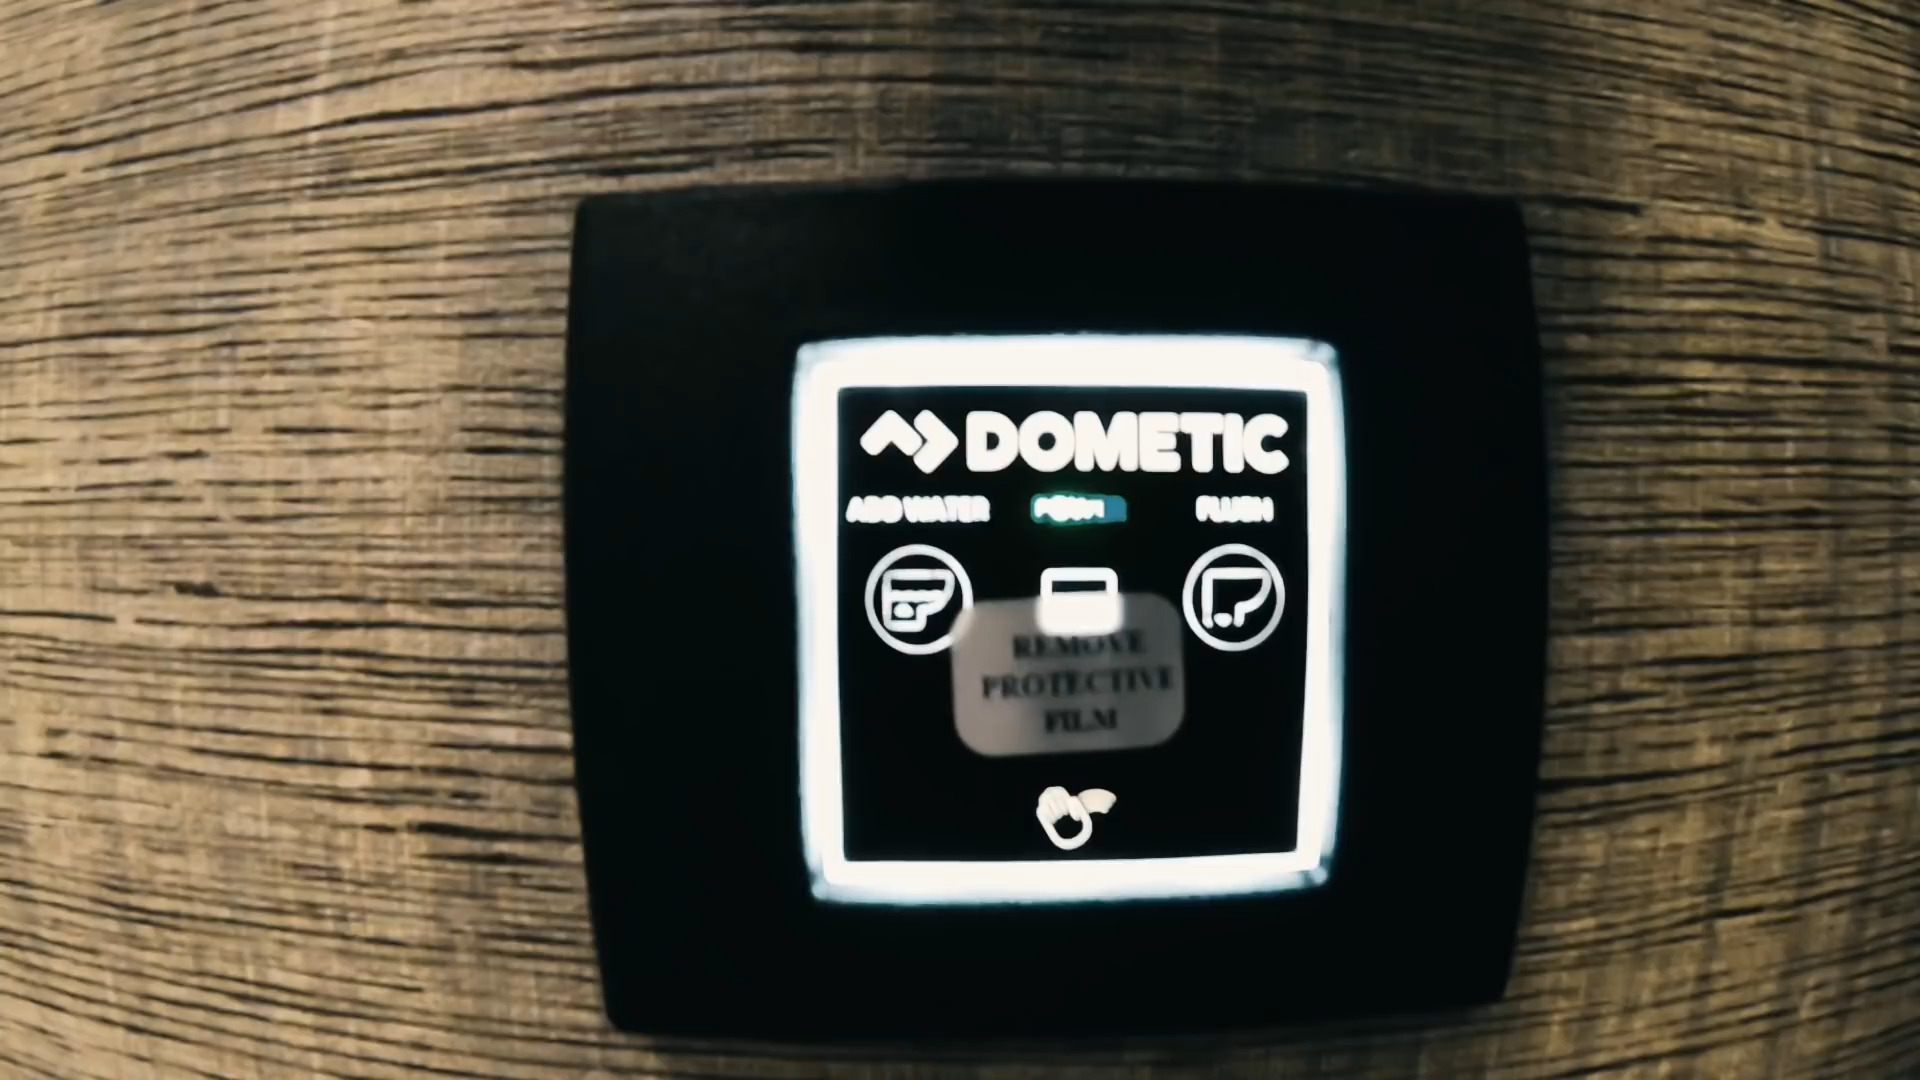 DOMETIC
ADD WATER
FLUSH
REMOVE
PROTECTIVE
FILM